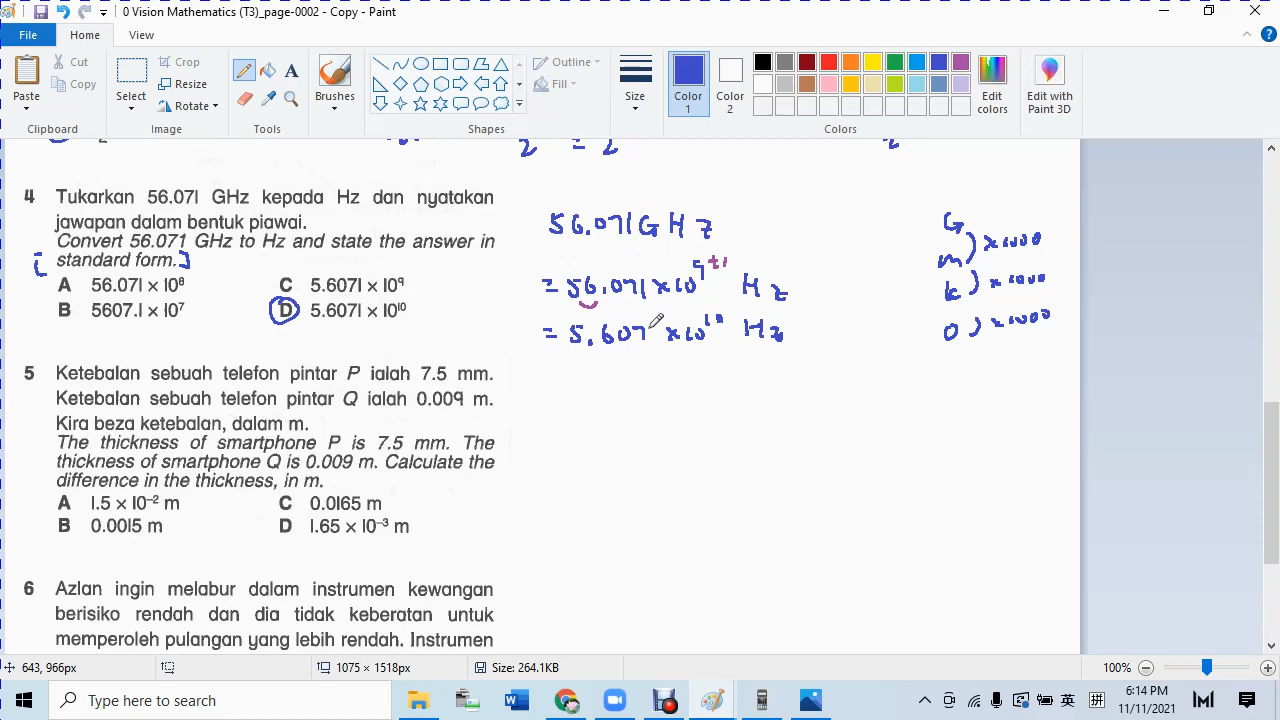 0 Vision Mathematics (T3)_page-0002 - Copy - Paint
File Home View
Paste Cut Copy Clipboard
Select Crop Resize Rotate Image
A Tools
Brushes
Outline Fill Shapes
Size
Color 1 Color 2 Edit colors Colors
Edit with Paint 3D
2 = 2
2
4 Tukarkan 56.071 GHz kepada Hz dan nyatakan
jawapan dalam bentuk piawai.
Convert 56.071 GHz to Hz and state the answer in
[standard form.]
A 56.071 × 10⁸ C 5.6071 × 10⁹
B 5607.1 × 10⁷ D 5.6071 × 10¹⁰
56.071 G Hz
= 56.071 × 10⁹⁺¹ Hz
= 5.607 × 10¹⁰ Hz
G
m ) × 1000
k ) × 1000
0 ) × 1000
5 Ketebalan sebuah telefon pintar P ialah 7.5 mm.
Ketebalan sebuah telefon pintar Q ialah 0.009 m.
Kira beza ketebalan, dalam m.
The thickness of smartphone P is 7.5 mm. The
thickness of smartphone Q is 0.009 m. Calculate the
difference in the thickness, in m.
A 1.5 × 10⁻² m C 0.0165 m
B 0.0015 m D 1.65 × 10⁻³ m
6 Azlan ingin melabur dalam instrumen kewangan
berisiko rendah dan dia tidak keberatan untuk
memperoleh pulangan yang lebih rendah. Instrumen
643, 966px 1075 × 1518px Size: 264.1KB 100%
Type here to search
英 拼 6:14 PM
11/11/2021